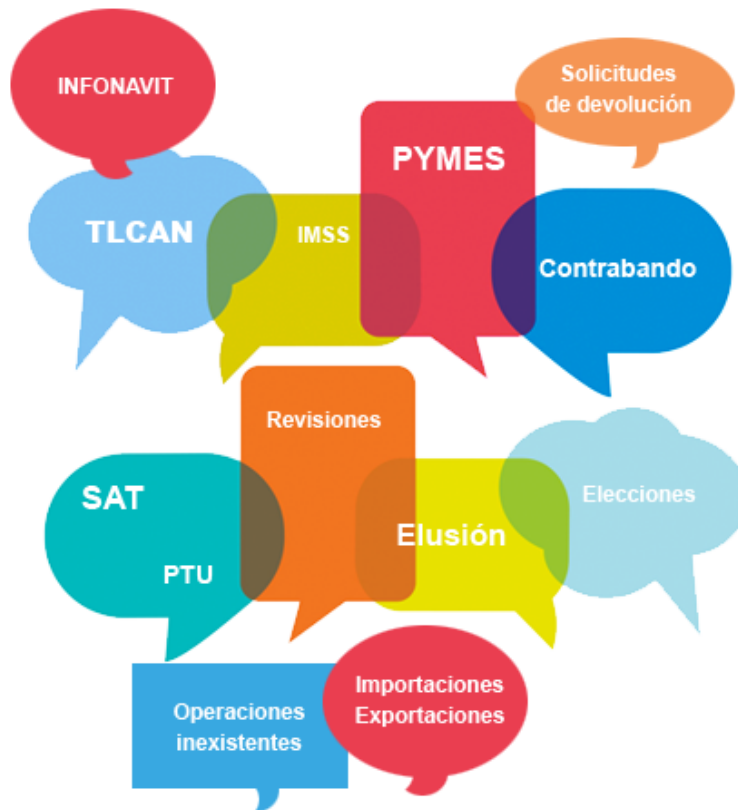 INFONAVIT
Solicitudes
de devolución
PYMES
TLCAN
IMSS
Contrabando
Revisiones
SAT
Elecciones
Elusión
PTU
Importaciones
Exportaciones
Operaciones
inexistentes